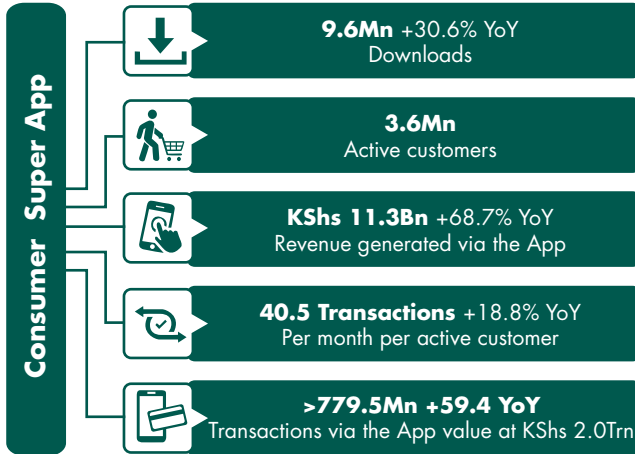 Consumer Super App
9.6Mn +30.6% YoY
Downloads
3.6Mn
Active customers
KShs 11.3Bn +68.7% YoY
Revenue generated via the App
40.5 Transactions +18.8% YoY
Per month per active customer
>779.5Mn +59.4 YoY
Transactions via the App value at KShs 2.0Trn